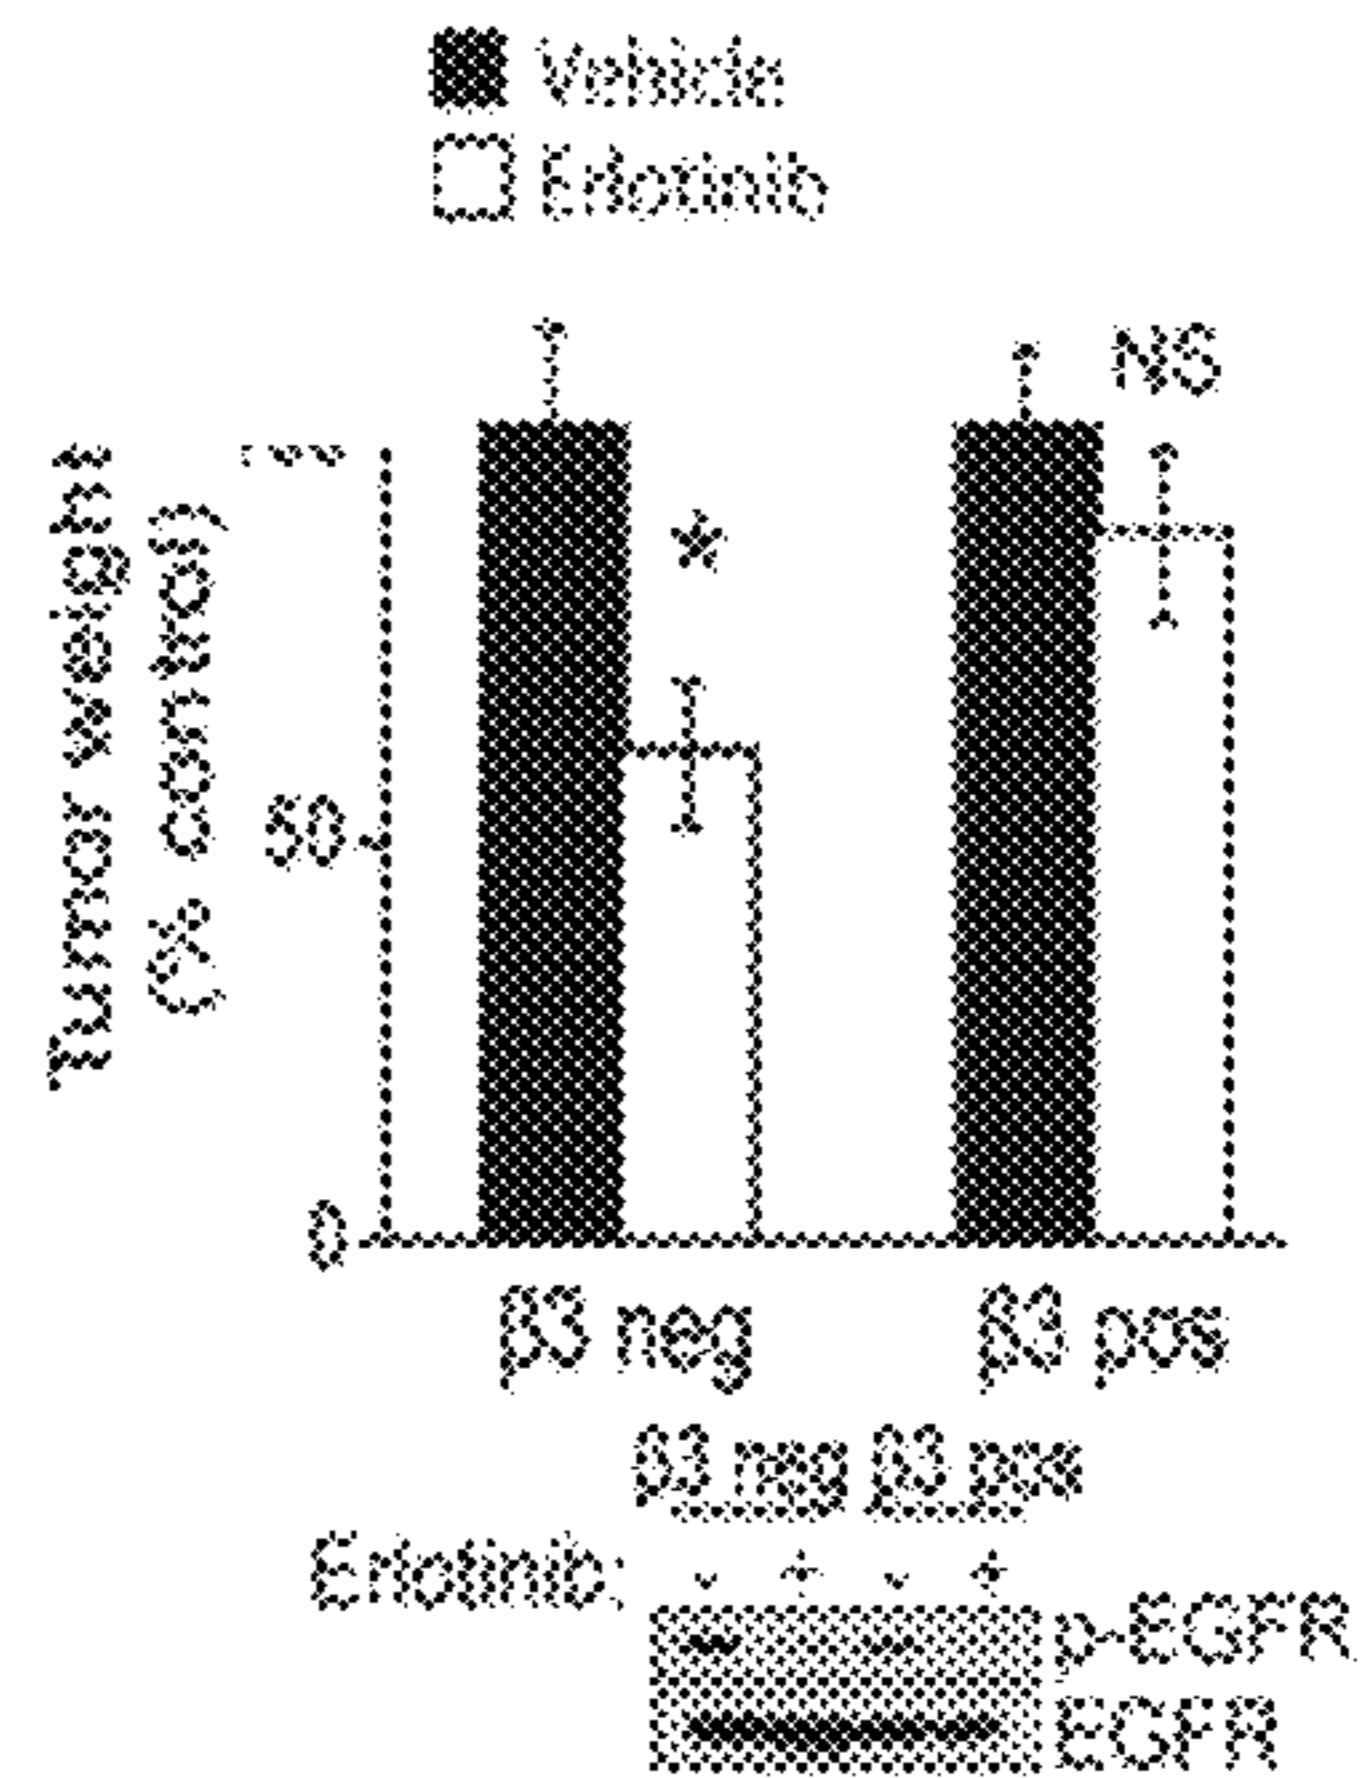 Vehicle
Erlotinib
NS
*
Tumor weight
(% control)
50
0
β3 neg
β3 pos
β3 neg β3 pos
Erlotinib: - + - +
p-EGFR
EGFR